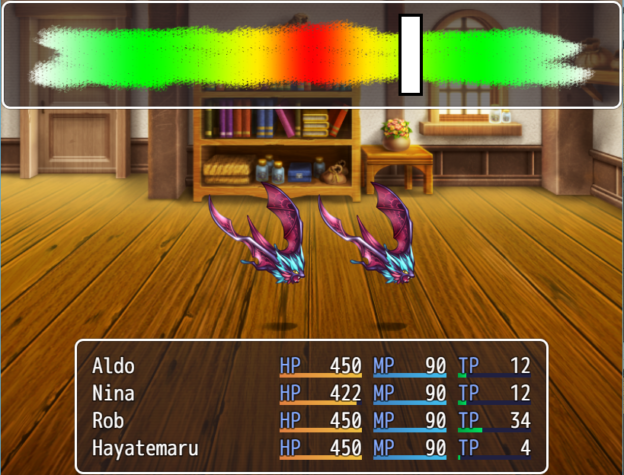 Aldo HP 450 MP 90 TP 12
Nina HP 422 MP 90 TP 12
Rob HP 450 MP 90 TP 34
Hayatemaru HP 450 MP 90 TP 4